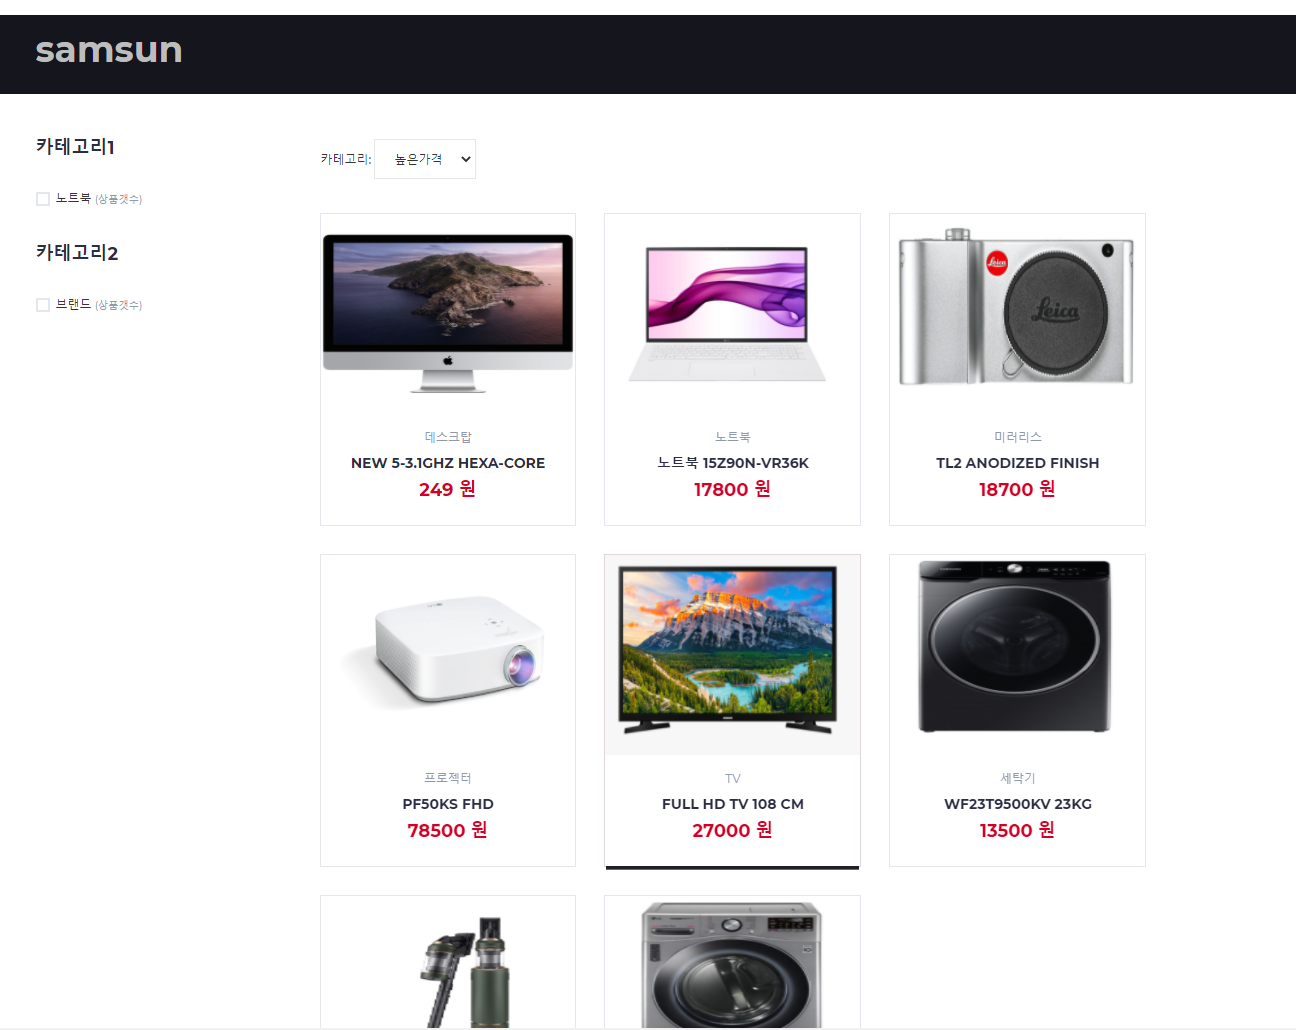 samsun
카테고리1
노트북 (상품갯수)
카테고리2
브랜드 (상품갯수)
카테고리: 높은가격
데스크탑
NEW 5-3.1GHZ HEXA-CORE
249 원
노트북
노트북 15Z90N-VR36K
17800 원
Leica
Leica
미러리스
TL2 ANODIZED FINISH
18700 원
프로젝터
PF50KS FHD
78500 원
TV
FULL HD TV 108 CM
27000 원
세탁기
WF23T9500KV 23KG
13500 원